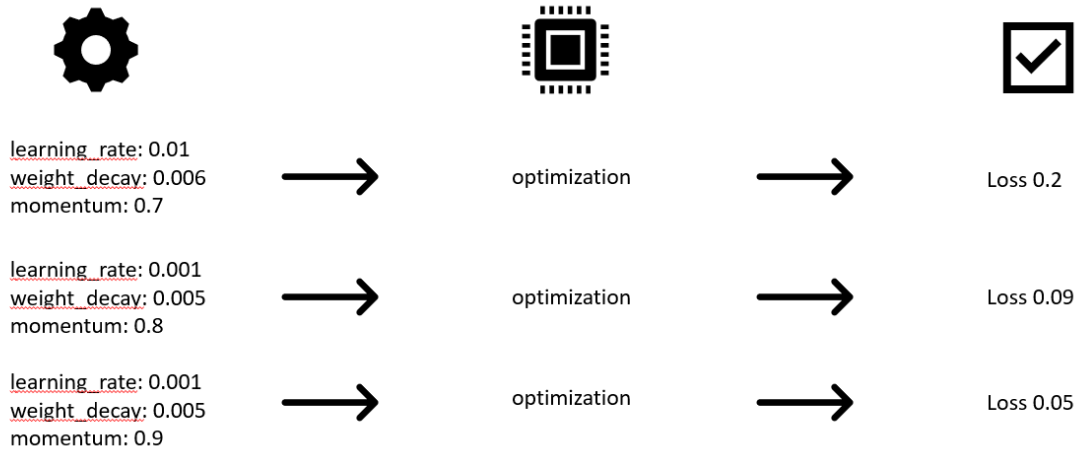 learning_rate: 0.01
weight_decay: 0.006
momentum: 0.7
optimization
Loss 0.2
learning_rate: 0.001
weight_decay: 0.005
momentum: 0.8
optimization
Loss 0.09
learning_rate: 0.001
weight_decay: 0.005
momentum: 0.9
optimization
Loss 0.05